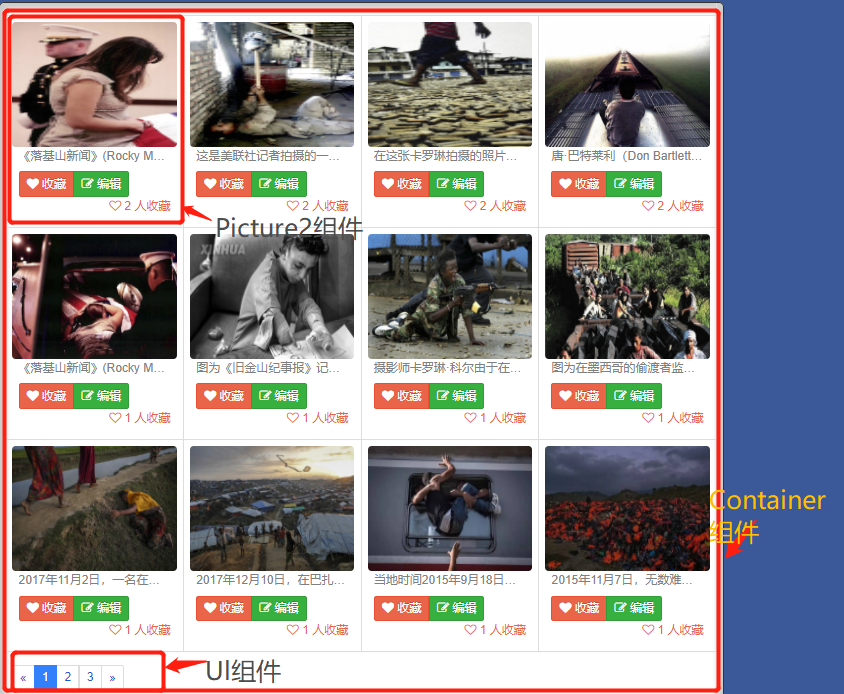 《落基山新闻》(Rocky M...
这是美联社记者拍摄的一...
在这张卡罗琳拍摄的照片...
唐·巴特莱利（Don Bartlett...
收藏 编辑
收藏 编辑
收藏 编辑
收藏 编辑
2 人收藏
2 人收藏
2 人收藏
2 人收藏
Picture2组件
XINHUA
《落基山新闻》(Rocky M...
图为《旧金山纪事报》记...
摄影师卡罗琳·科尔由于在...
图为在墨西哥的偷渡者监...
收藏 编辑
收藏 编辑
收藏 编辑
收藏 编辑
1 人收藏
1 人收藏
1 人收藏
1 人收藏
Container
组件
2017年11月2日，一名在...
2017年12月10日，在巴扎...
当地时间2015年9月18日...
2015年11月7日，无数难...
收藏 编辑
收藏 编辑
收藏 编辑
收藏 编辑
1 人收藏
1 人收藏
1 人收藏
1 人收藏
« 1 2 3 »
UI组件